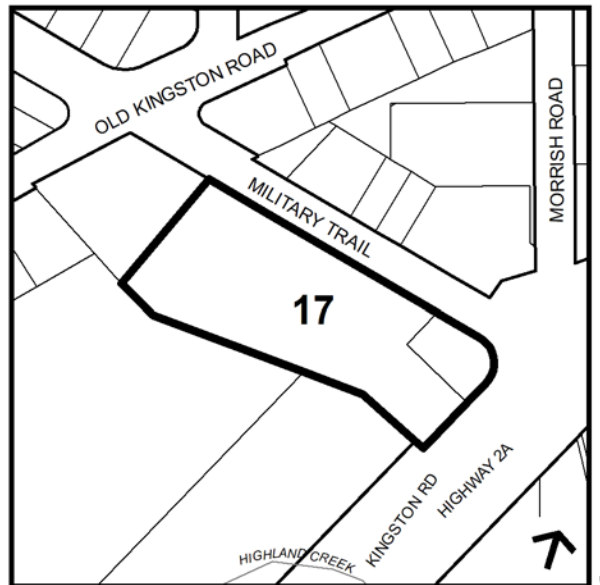 OLD KINGSTON ROAD
MORRISH ROAD
MILITARY TRAIL
17
KINGSTON RD
HIGHWAY 2A
HIGHLAND CREEK